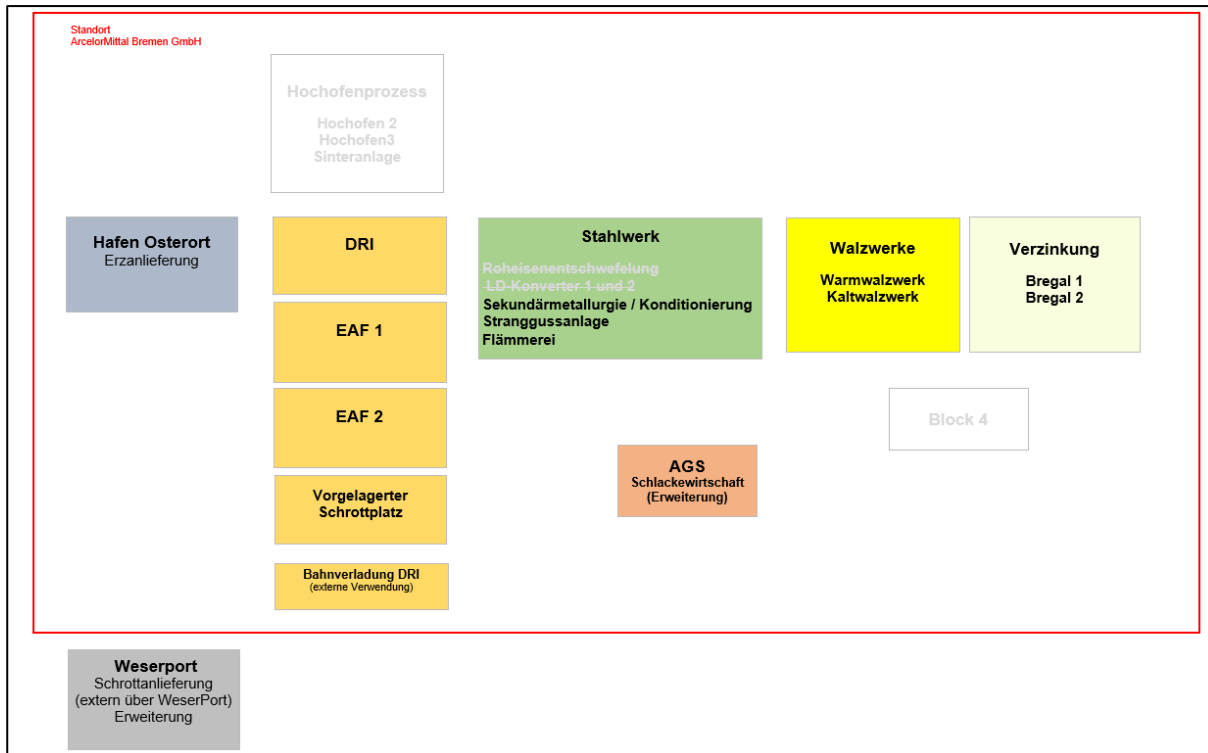 Standort
ArcelorMittal Bremen GmbH
Hochofenprozess
Hochofen 2
Hochofen3
Sinteranlage
Hafen Osterort
Erzanlieferung
DRI
EAF 1
EAF 2
Vorgelagerter
Schrottplatz
Bahnverladung DRI
(externe Verwendung)
Stahlwerk
Roheisenentschwefelung
LD-Konverter 1 und 2
Sekundärmetallurgie / Konditionierung
Stranggussanlage
Flämmerei
AGS
Schlackewirtschaft
(Erweiterung)
Walzwerke
Warmwalzwerk
Kaltwalzwerk
Verzinkung
Bregal 1
Bregal 2
Block 4
Weserport
Schrottanlieferung
(extern über WeserPort)
Erweiterung